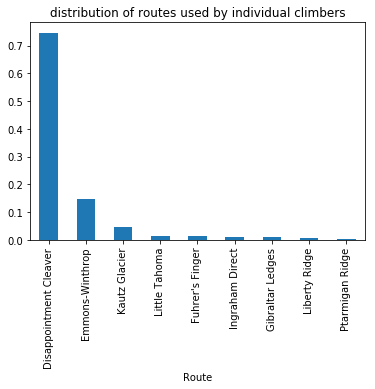 distribution of routes used by individual climbers
0.7
0.6
0.5
0.4
0.3
0.2
0.1
0.0
Disappointment Cleaver
Emmons-Winthrop
Kautz Glacier
Little Tahoma
Fuhrer's Finger
Ingraham Direct
Gibraltar Ledges
Liberty Ridge
Ptarmigan Ridge
Route